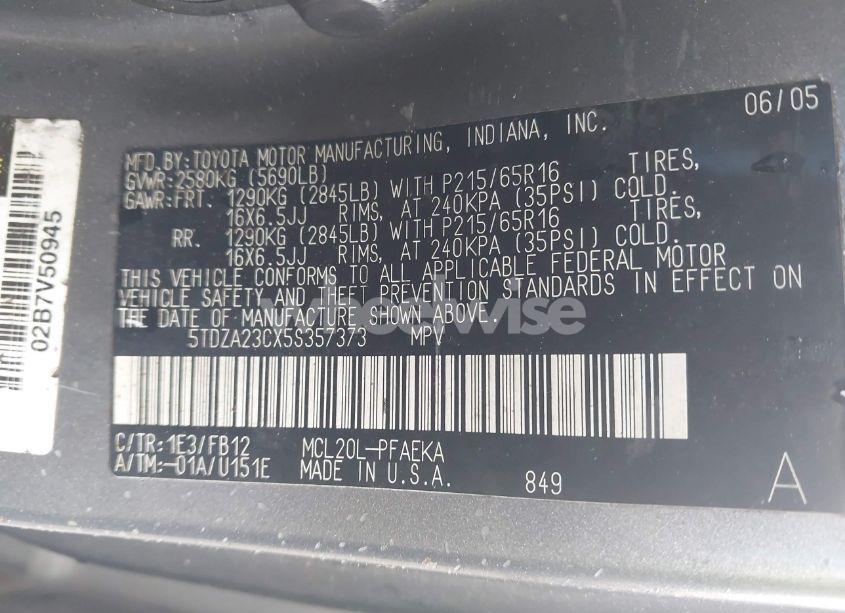 06/05
MFD.BY:TOYOTA MOTOR MANUFACTURING, INDIANA, INC.
GVWR:2580KG (5690LB)
GAWR:FRT. 1290KG (2845LB) WITH P215/65R16 TIRES,
16X6.5JJ RIMS, AT 240KPA (35PSI) COLD.
RR. 1290KG (2845LB) WITH P215/65R16 TIRES,
16X6.5JJ RIMS, AT 240KPA (35PSI) COLD.
THIS VEHICLE CONFORMS TO ALL APPLICABLE FEDERAL MOTOR
VEHICLE SAFETY AND THEFT PREVENTION STANDARDS IN EFFECT ON
THE DATE OF MANUFACTURE SHOWN ABOVE.
5TDZA23CX5S357373 MPV
C/TR:1E3/FB12 MCL20L-PFAEKA
A/TM:-01A/U151E MADE IN U.S.A. 849 A
02B7V50945
wheelwise